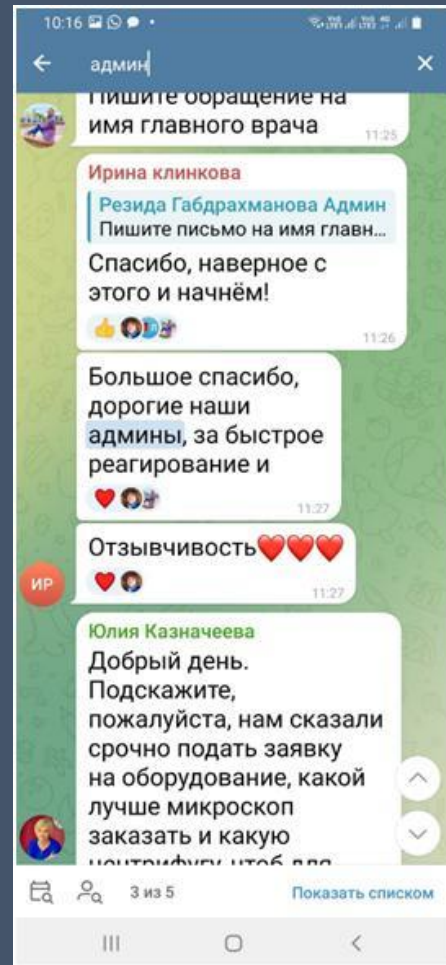 10:16
админ
Пишите обращение на
имя главного врача
11:25
Ирина клинкова
Резида Габдрахманова Админ
Пишите письмо на имя главн...
Спасибо, наверное с
этого и начнём!
11:26
Большое спасибо,
дорогие наши
админы, за быстрое
реагирование и
11:27
Отзывчивость
11:27
ИР
Юлия Казначеева
Добрый день.
Подскажите,
пожалуйста, нам сказали
срочно подать заявку
на оборудование, какой
лучше микроскоп
заказать и какую
центрифугу, чтоб для
3 из 5
Показать списком